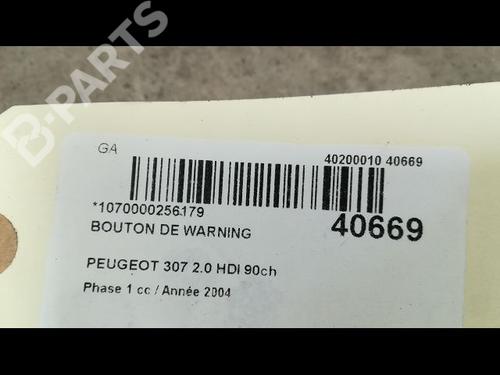 B-PARTS
GA
40200010 40669
*1070000256179
40669
BOUTON DE WARNING
PEUGEOT 307 2.0 HDI 90ch
Phase 1 cc / Année 2004